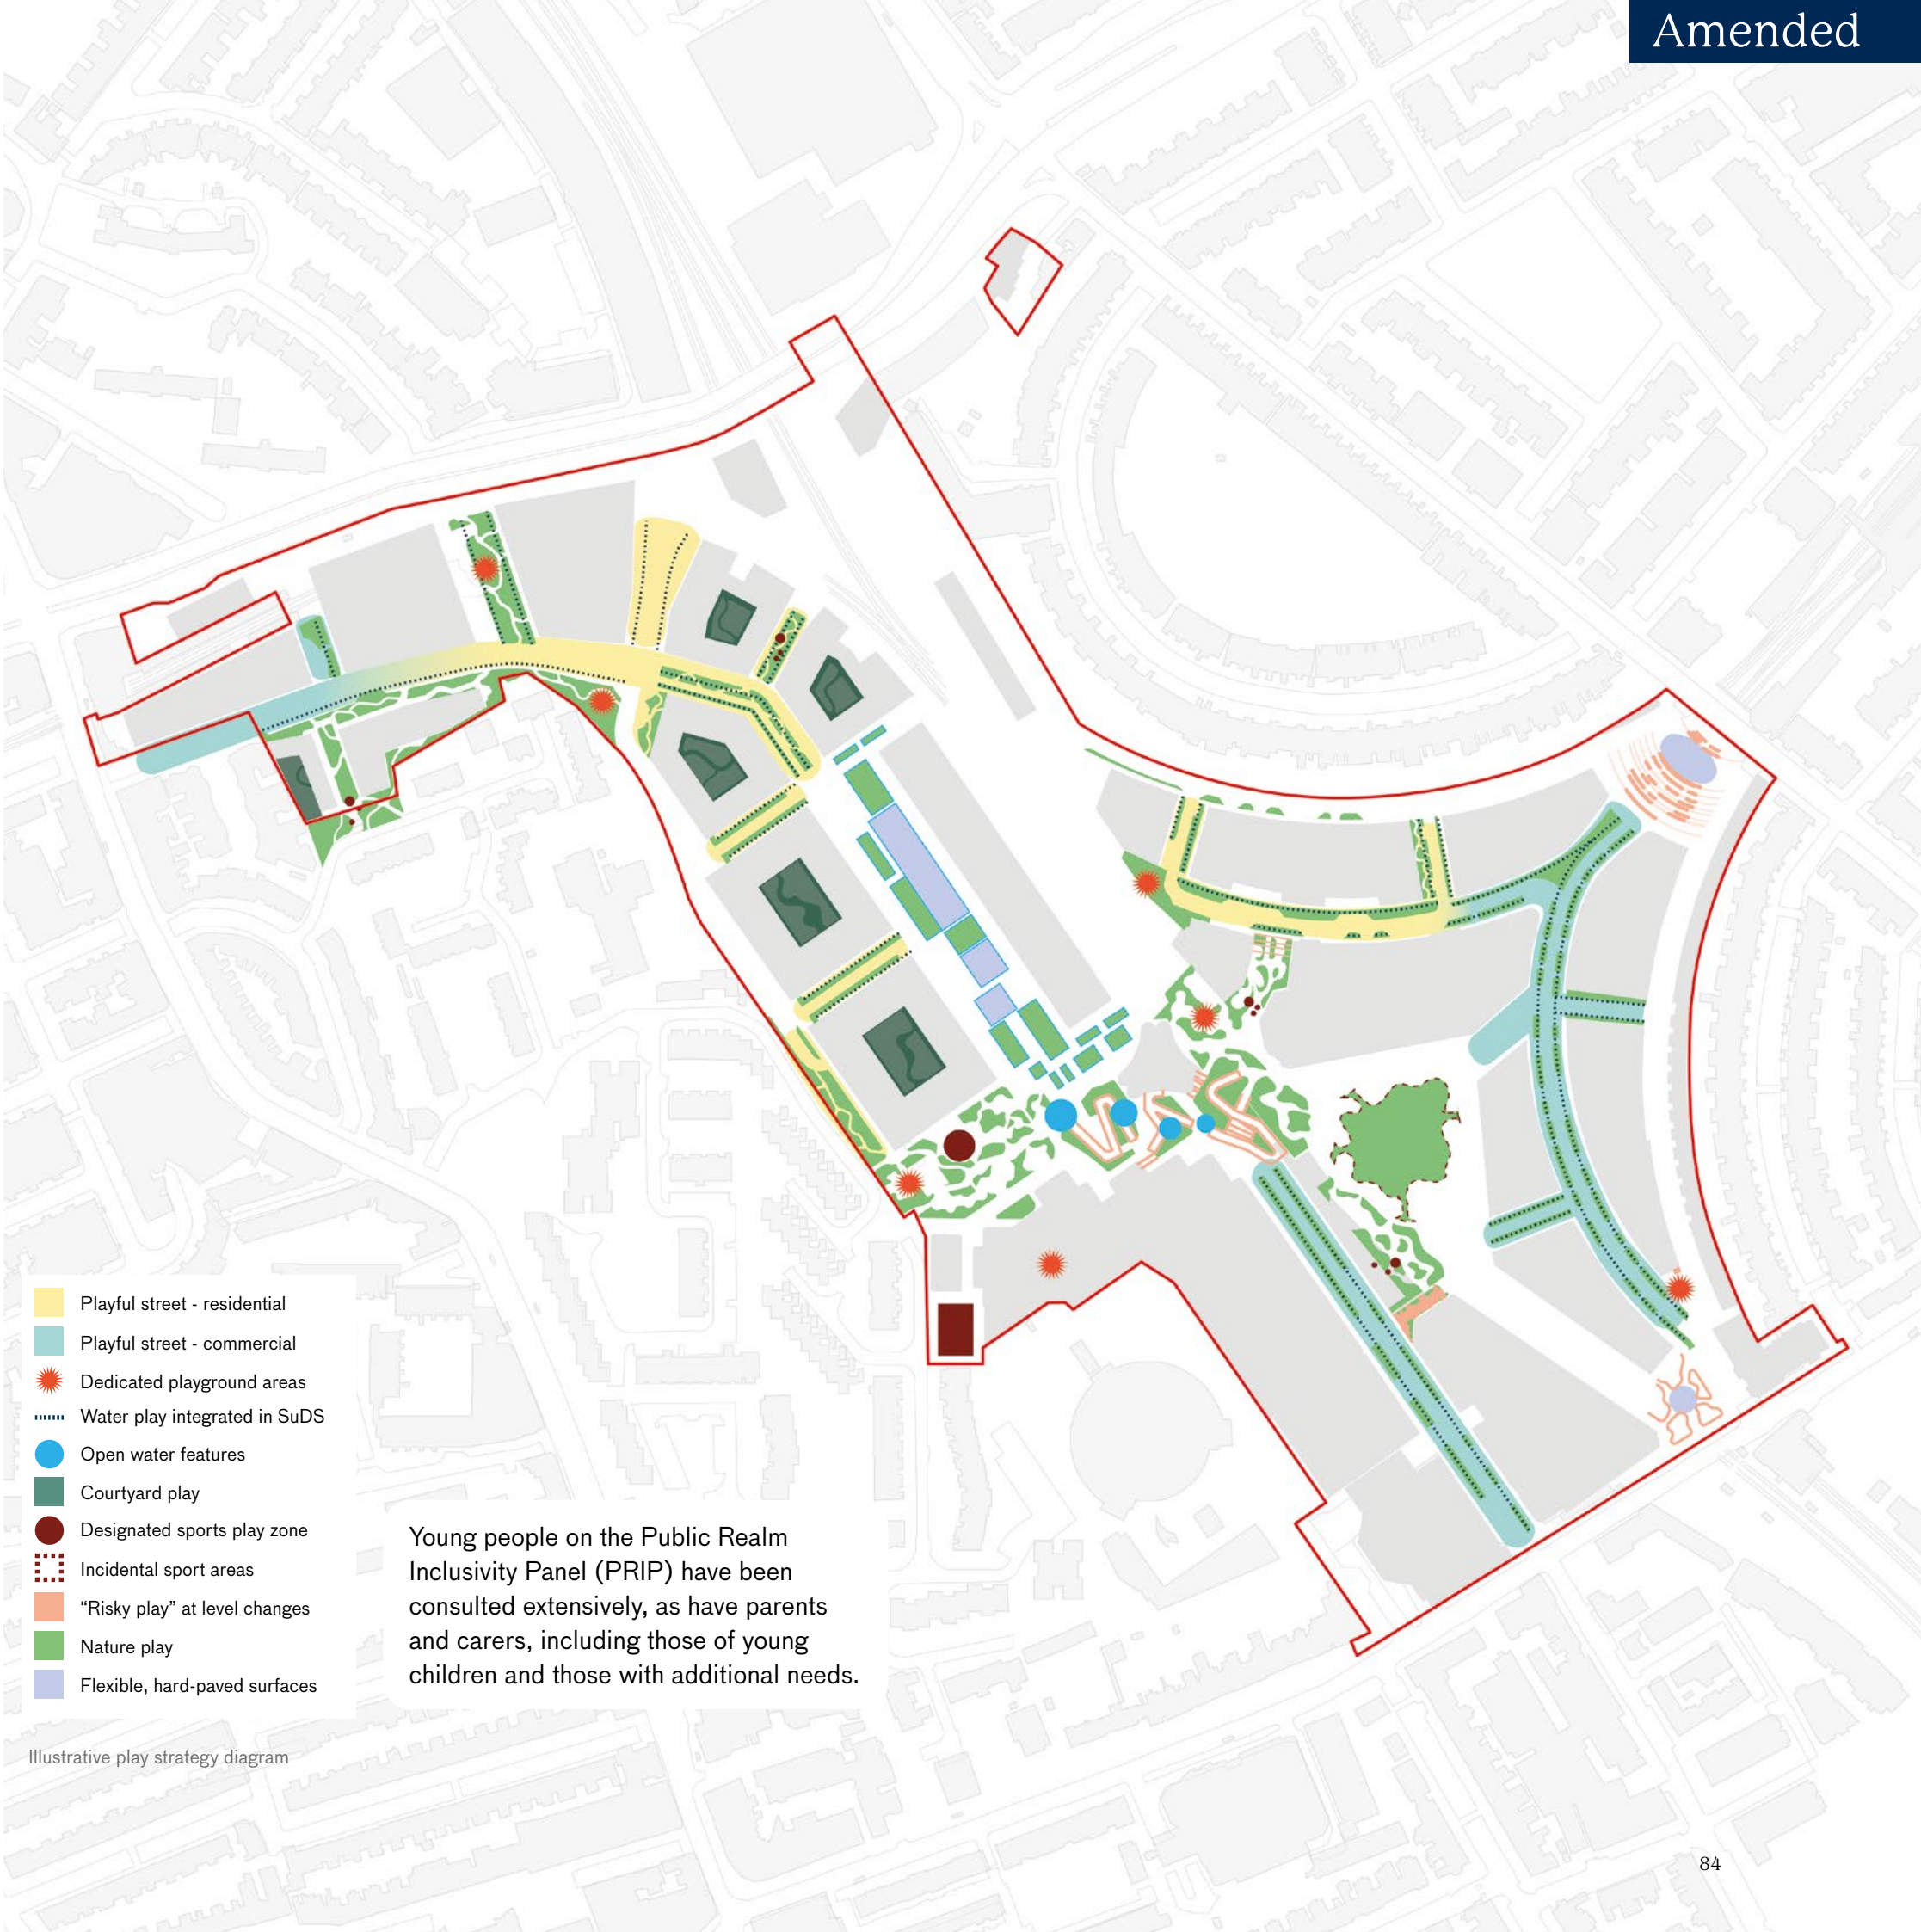 Amended
Playful street - residential
Playful street - commercial
Dedicated playground areas
Water play integrated in SuDS
Open water features
Courtyard play
Designated sports play zone
Incidental sport areas
“Risky play” at level changes
Nature play
Flexible, hard-paved surfaces
Young people on the Public Realm
Inclusivity Panel (PRIP) have been
consulted extensively, as have parents
and carers, including those of young
children and those with additional needs.
Illustrative play strategy diagram
84